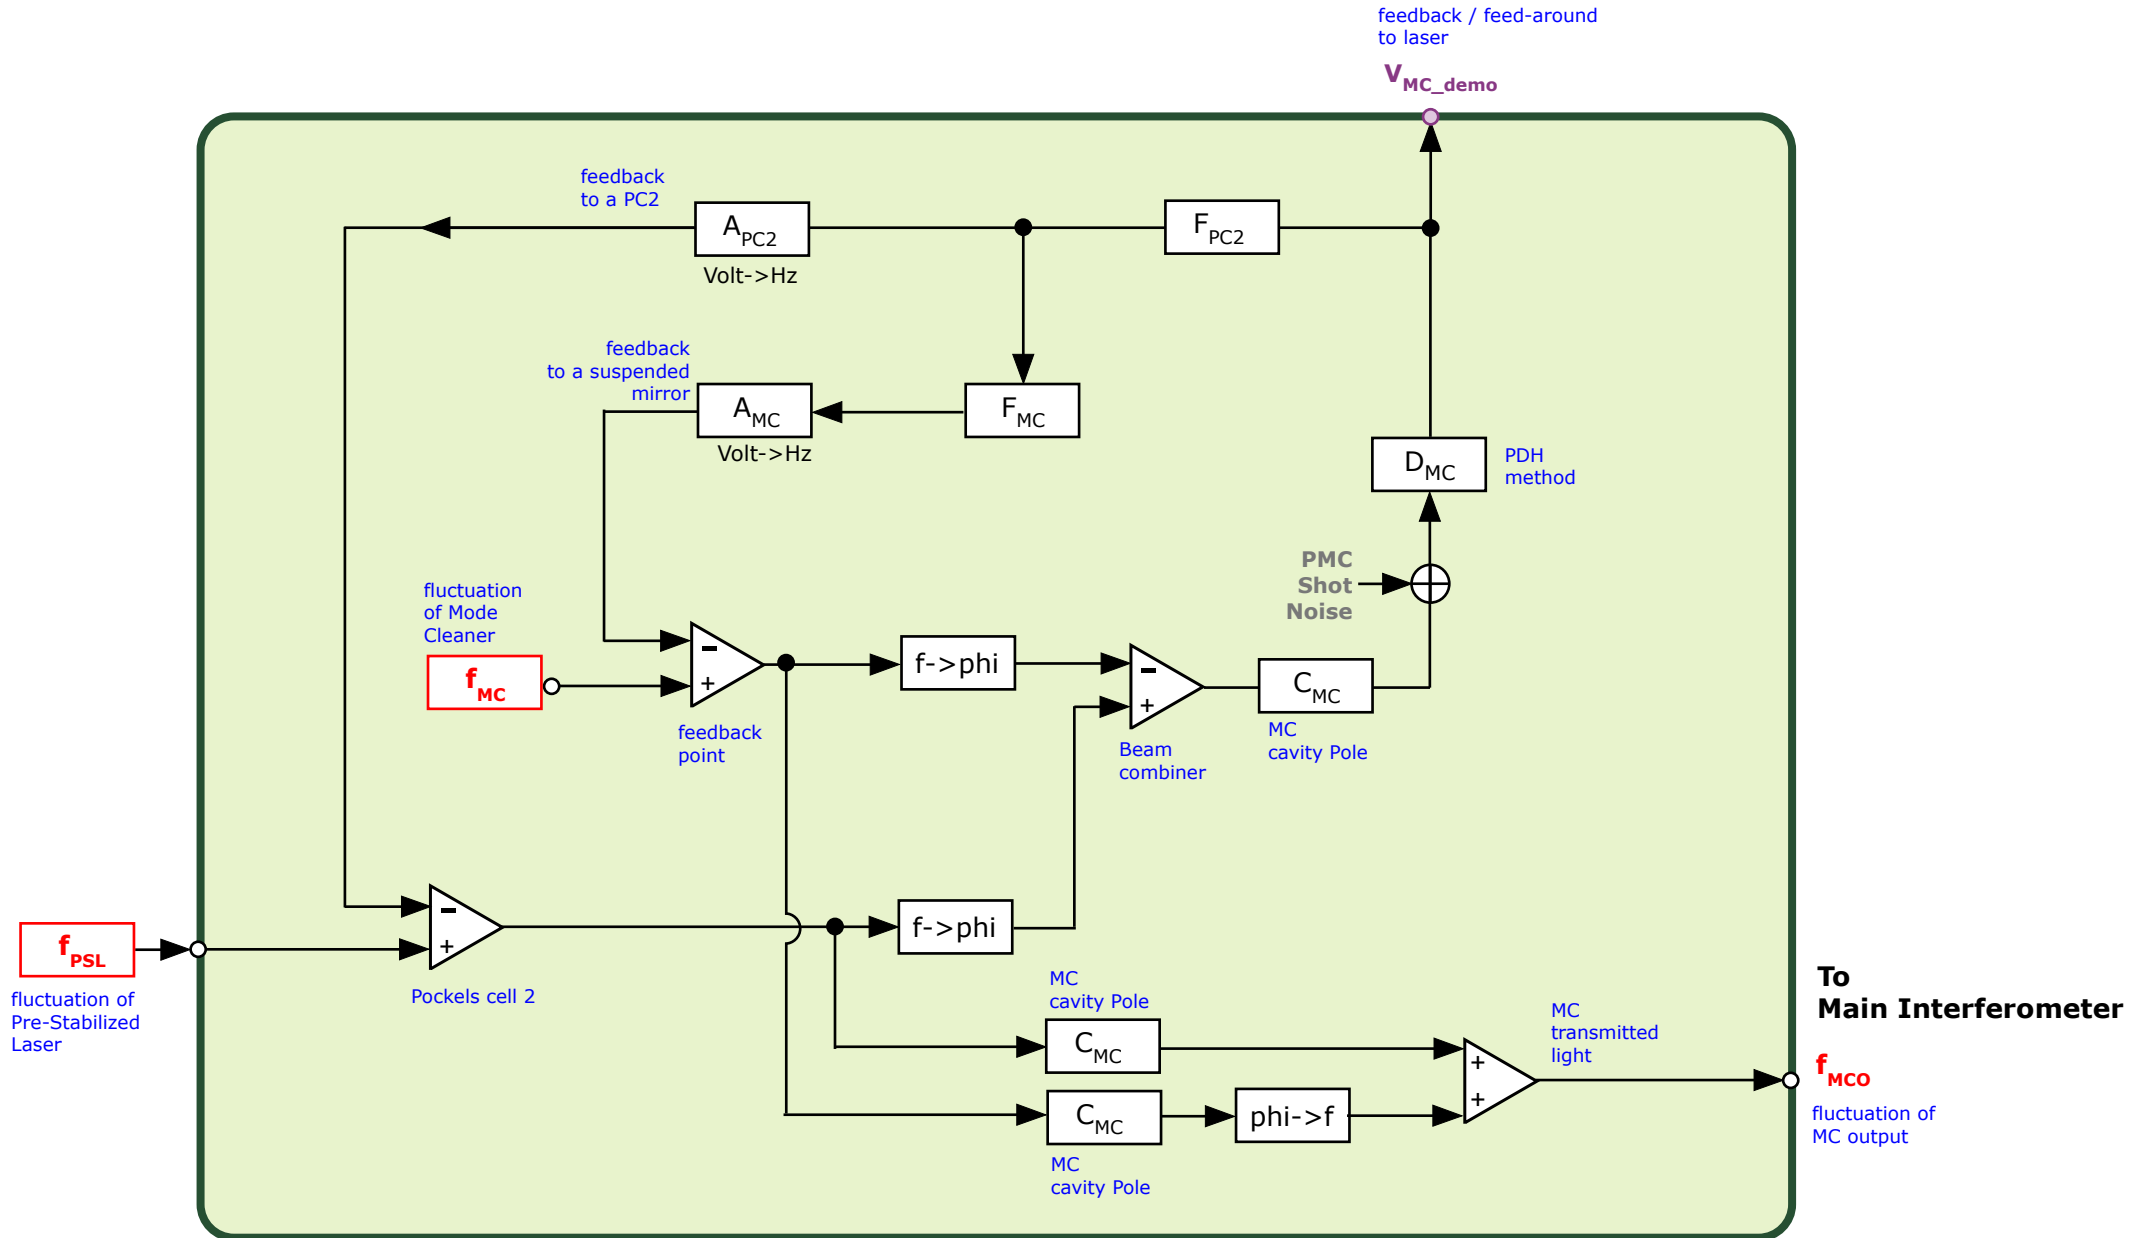 feedback / feed-around
to laser
VMC_demo
feedback
to a PC2
APC2
Volt->Hz
FPC2
feedback
to a suspended
mirror
AMC
Volt->Hz
FMC
DMC
PDH
method
PMC
Shot
Noise
fluctuation
of Mode
Cleaner
fMC
-
+
feedback
point
f->phi
-
+
Beam
combiner
CMC
MC
cavity Pole
fPSL
fluctuation of
Pre-Stabilized
Laser
-
+
Pockels cell 2
f->phi
MC
cavity Pole
CMC
CMC
MC
cavity Pole
phi->f
+
+
MC
transmitted
light
To
Main Interferometer
fMCO
fluctuation of
MC output